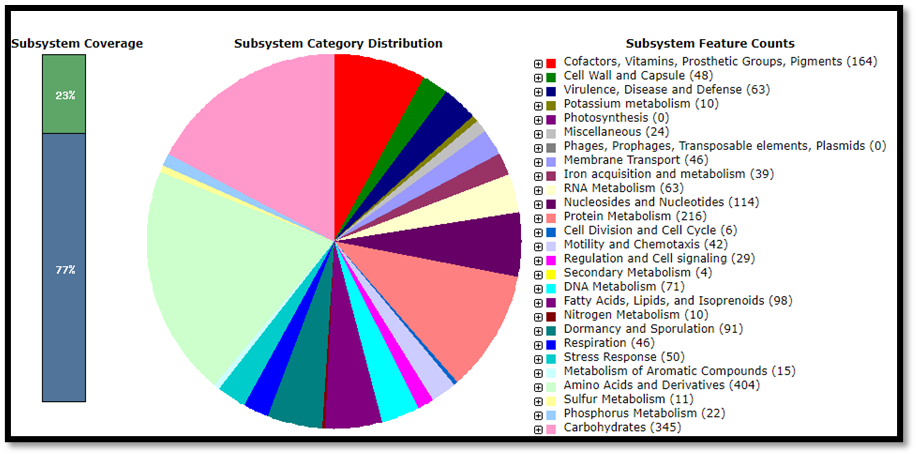 Subsystem Coverage
23%
77%
Subsystem Category Distribution
Subsystem Feature Counts
Cofactors, Vitamins, Prosthetic Groups, Pigments (164)
Cell Wall and Capsule (48)
Virulence, Disease and Defense (63)
Potassium metabolism (10)
Photosynthesis (0)
Miscellaneous (24)
Phages, Prophages, Transposable elements, Plasmids (0)
Membrane Transport (46)
Iron acquisition and metabolism (39)
RNA Metabolism (63)
Nucleosides and Nucleotides (114)
Protein Metabolism (216)
Cell Division and Cell Cycle (6)
Motility and Chemotaxis (42)
Regulation and Cell signaling (29)
Secondary Metabolism (4)
DNA Metabolism (71)
Fatty Acids, Lipids, and Isoprenoids (98)
Nitrogen Metabolism (10)
Dormancy and Sporulation (91)
Respiration (46)
Stress Response (50)
Metabolism of Aromatic Compounds (15)
Amino Acids and Derivatives (404)
Sulfur Metabolism (11)
Phosphorus Metabolism (22)
Carbohydrates (345)